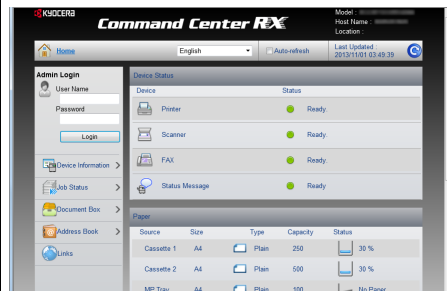 KYOCERA
Command Center RX
Model :
Host Name :
Location :
Home
English
Auto-refresh
Last Updated :
2013/11/01 03:49:39
Admin Login
User Name
Password
Login
Device Information
Job Status
Document Box
Address Book
Links
Device Status
Device Status
Printer Ready.
Scanner Ready.
FAX Ready.
Status Message Ready
Paper
Source Size Type Capacity Status
Cassette 1 A4 Plain 250 30 %
Cassette 2 A4 Plain 500 30 %
MP Tray A4 Plain 100 No Paper